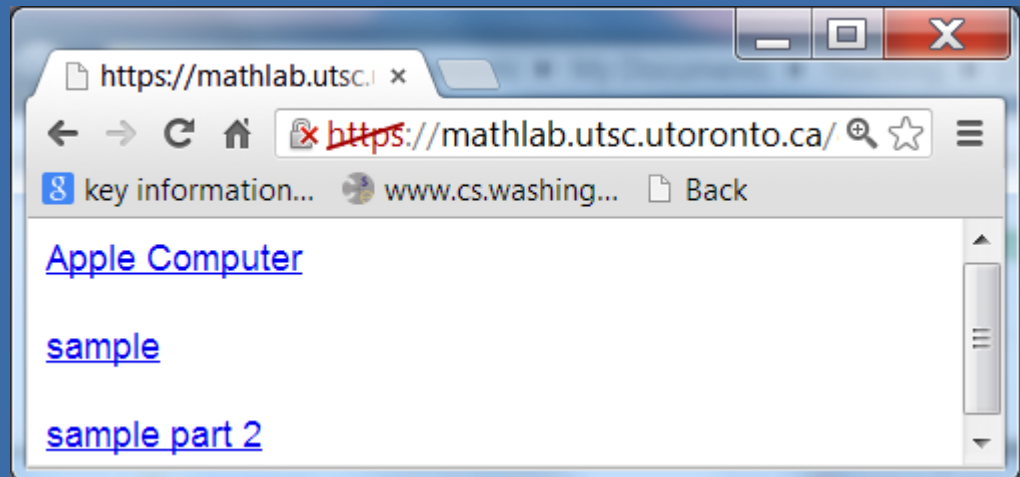 https://mathlab.utsc.u
https://mathlab.utsc.utoronto.ca/
key information... www.cs.washing... Back
Apple Computer
sample
sample part 2